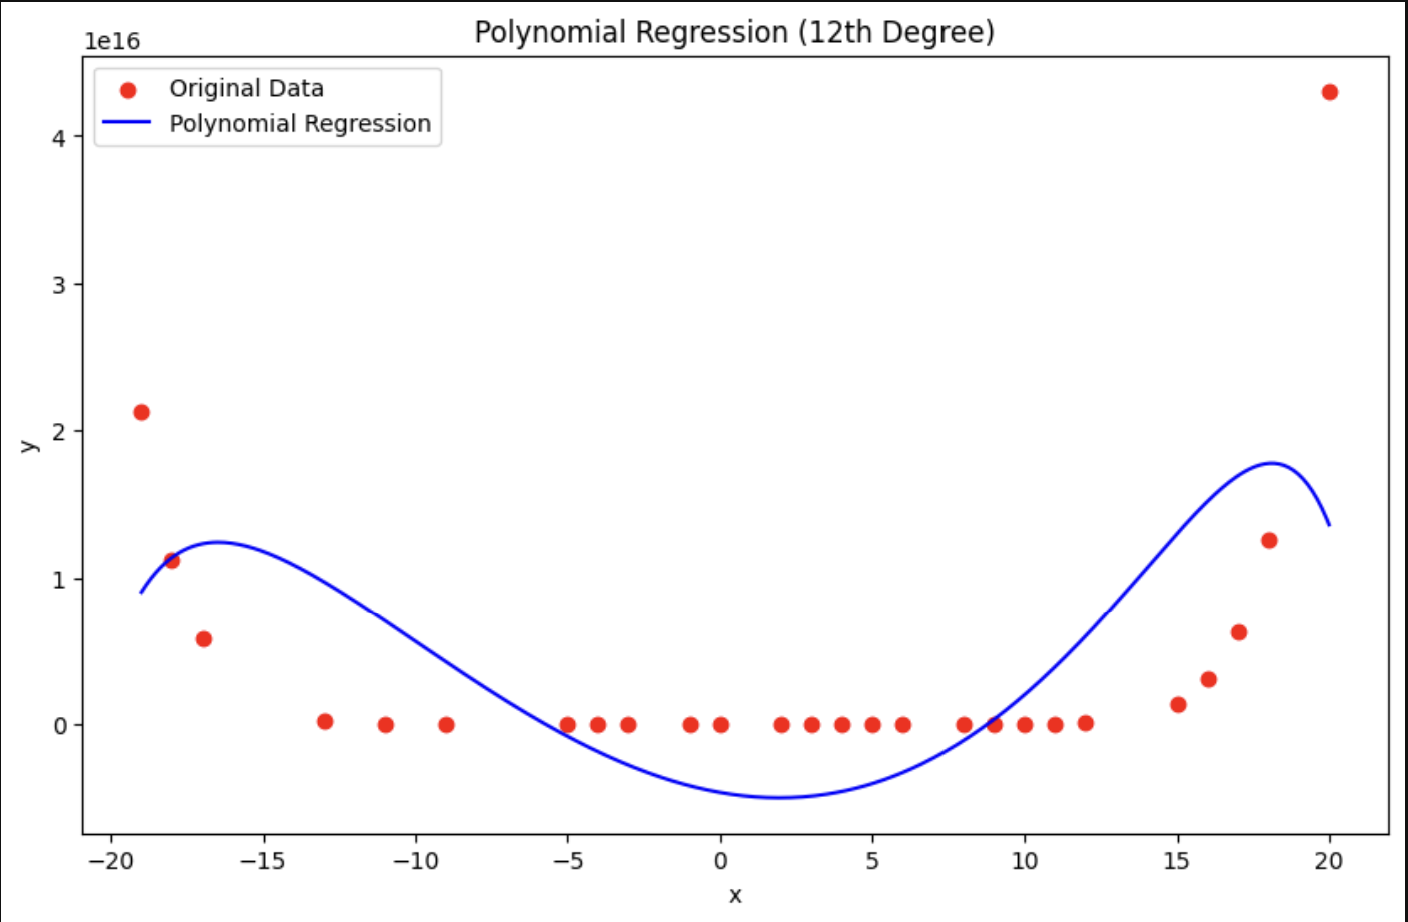 Polynomial Regression (12th Degree)
1e16
Original Data
Polynomial Regression
4
3
2
1
0
y
−20 −15 −10 −5 0 5 10 15 20
x